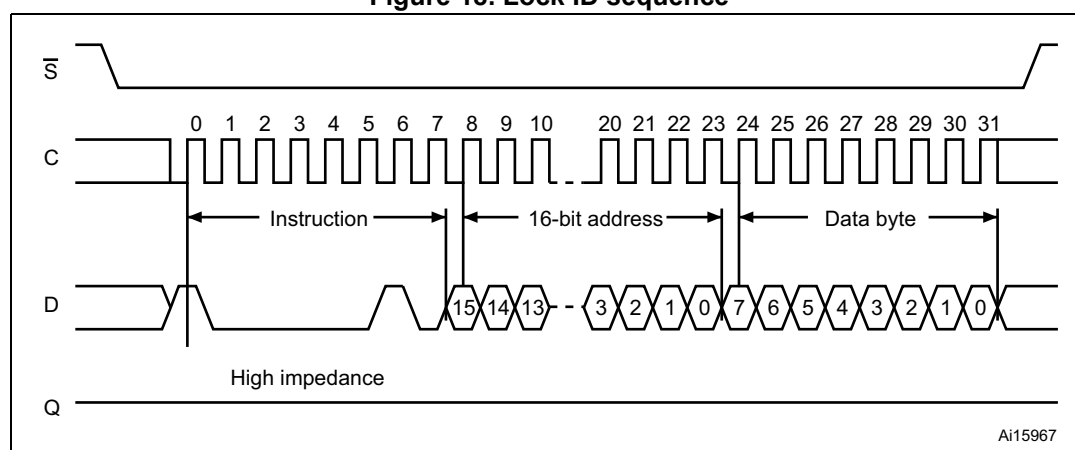 Figure 18. Lock ID sequence
S
0 1 2 3 4 5 6 7 8 9 10 20 21 22 23 24 25 26 27 28 29 30 31
C
Instruction 16-bit address Data byte
D
15 14 13 3 2 1 0 7 6 5 4 3 2 1 0
High impedance
Q
Ai15967